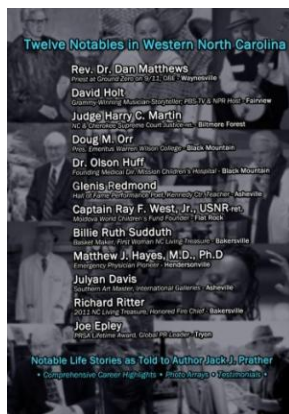 Twelve Notables in Western North Carolina
Rev. Dr. Dan Matthews
Priest at Ground Zero on 9/11, OBE - Waynesville
David Holt
Grammy-Winning Musician-Storyteller; PBS-TV & NPR Host - Fairview
Judge Harry C. Martin
NC & Cherokee Supreme Court Justice-ret. - Biltmore Forest
Doug M. Orr
Pres. Emeritus Warren Wilson College - Black Mountain
Dr. Olson Huff
Founding Medical Dir. Mission Children's Hospital - Black Mountain
Glenis Redmond
Hall of Fame Performance Poet, Kennedy Ctr. Teacher - Asheville
Captain Ray F. West, Jr., USNR-ret.
Moldova World Children's Fund Founder - Flat Rock
Billie Ruth Sudduth
Basket Maker, First Woman NC Living Treasure - Bakersville
Matthew J. Hayes, M.D., Ph.D
Emergency Physician Pioneer - Hendersonville
Julyan Davis
Southern Art Master, International Galleries - Asheville
Richard Ritter
2011 NC Living Treasure, Honored Fire Chief - Bakersville
Joe Epley
PRSA Lifetime Award, Global PR Leader - Tryon
Notable Life Stories as Told to Author Jack J. Prather
• Comprehensive Career Highlights • Photo Arrays • Testimonials •